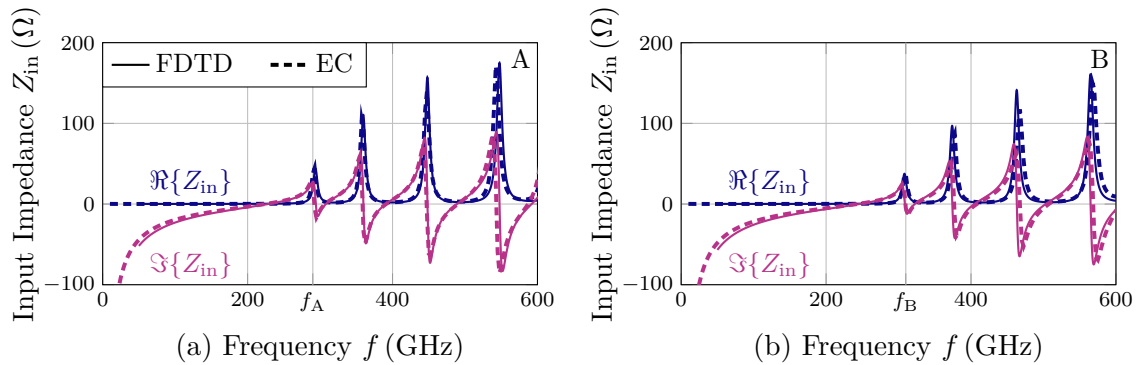 Input Impedance Z_in (Ω)
200
100
0
−100
FDTD
EC
A
ℜ{Z_in}
ℑ{Z_in}
0
200
f_A
400
600
(a) Frequency f (GHz)
Input Impedance Z_in (Ω)
200
100
0
−100
B
ℜ{Z_in}
ℑ{Z_in}
0
200
f_B
400
600
(b) Frequency f (GHz)